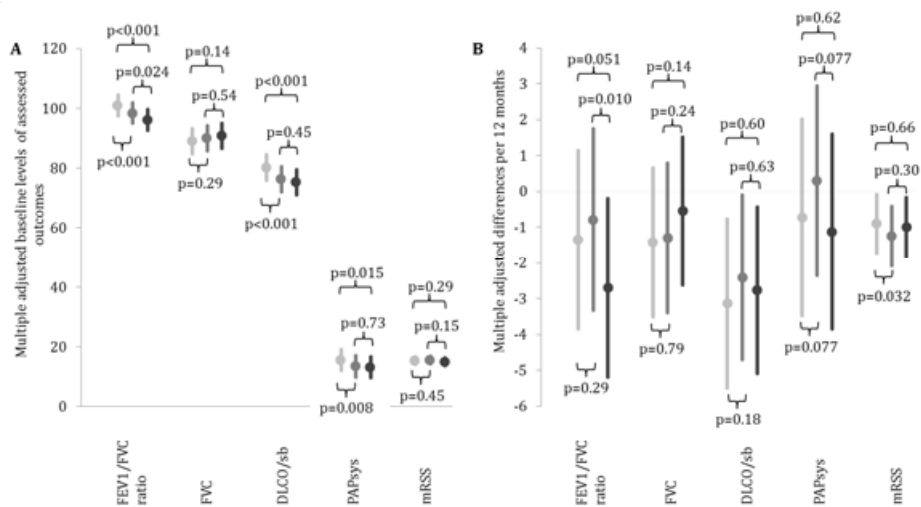 A
Multiple adjusted baseline levels of assessed
outcomes
120
100
80
60
40
20
0
p<0.001
p=0.024
p<0.001
p=0.14
p=0.54
p=0.29
p<0.001
p=0.45
p<0.001
p=0.015
p=0.73
p=0.008
p=0.29
p=0.15
p=0.45
FEV1/FVC
ratio
FVC
DLCO/sb
PAPsys
mRSS
B
Multiple adjusted differences per 12 months
4
3
2
1
0
-1
-2
-3
-4
-5
-6
p=0.051
p=0.010
p=0.29
p=0.14
p=0.24
p=0.79
p=0.60
p=0.63
p=0.18
p=0.62
p=0.077
p=0.077
p=0.66
p=0.30
p=0.032
FEV1/FVC
ratio
FVC
DLCO/sb
PAPsys
mRSS